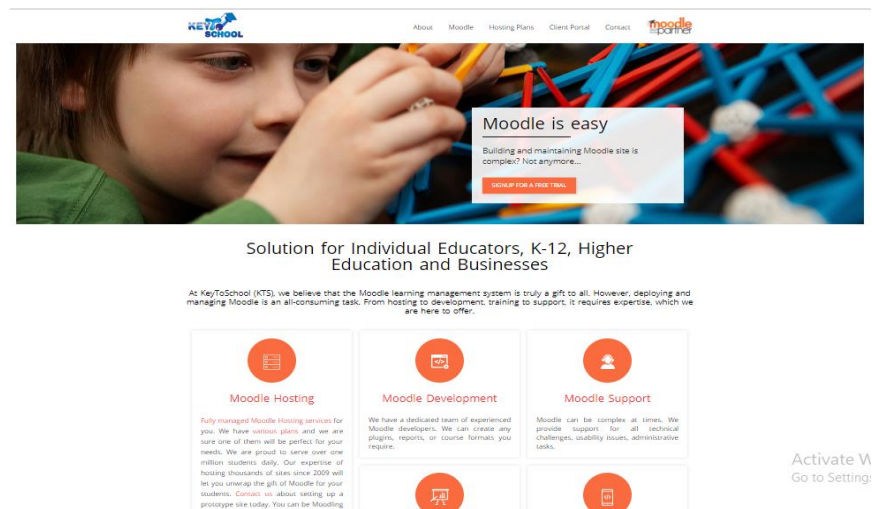 KEYTO
SCHOOL
About Moodle Hosting Plans Client Portal Contact
moodle
partner
Moodle is easy
Building and maintaining Moodle site is
complex? Not anymore...
SIGNUP FOR A FREE TRIAL
Solution for Individual Educators, K-12, Higher
Education and Businesses
At KeyToSchool (KTS), we believe that the Moodle learning management system is truly a gift to all. However, deploying and
managing Moodle is an all-consuming task. From hosting to development, training to support, it requires expertise, which we
are here to offer.
Moodle Hosting
Fully managed Moodle Hosting services for
you. We have various plans and we are
sure one of them will be perfect for your
needs. We are proud to serve over one
million students daily. Our expertise of
hosting thousands of sites since 2009 will
let you unwrap the gift of Moodle for your
students. Contact us about setting up a
prototype site today. You can be Moodling
Moodle Development
We have a dedicated team of experienced
Moodle developers. We can create any
plugins, reports, or course formats you
require.
Moodle Support
Moodle can be complex at times. We
provide support for all technical
challenges, usability issues, administrative
tasks.
Activate W
Go to Settings